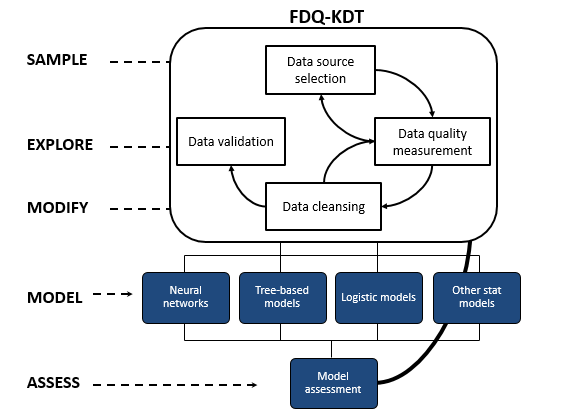 FDQ-KDT
SAMPLE
Data source
selection
EXPLORE
Data validation
Data quality
measurement
MODIFY
Data cleansing
MODEL
Neural
networks
Tree-based
models
Logistic models
Other stat
models
ASSESS
Model
assessment